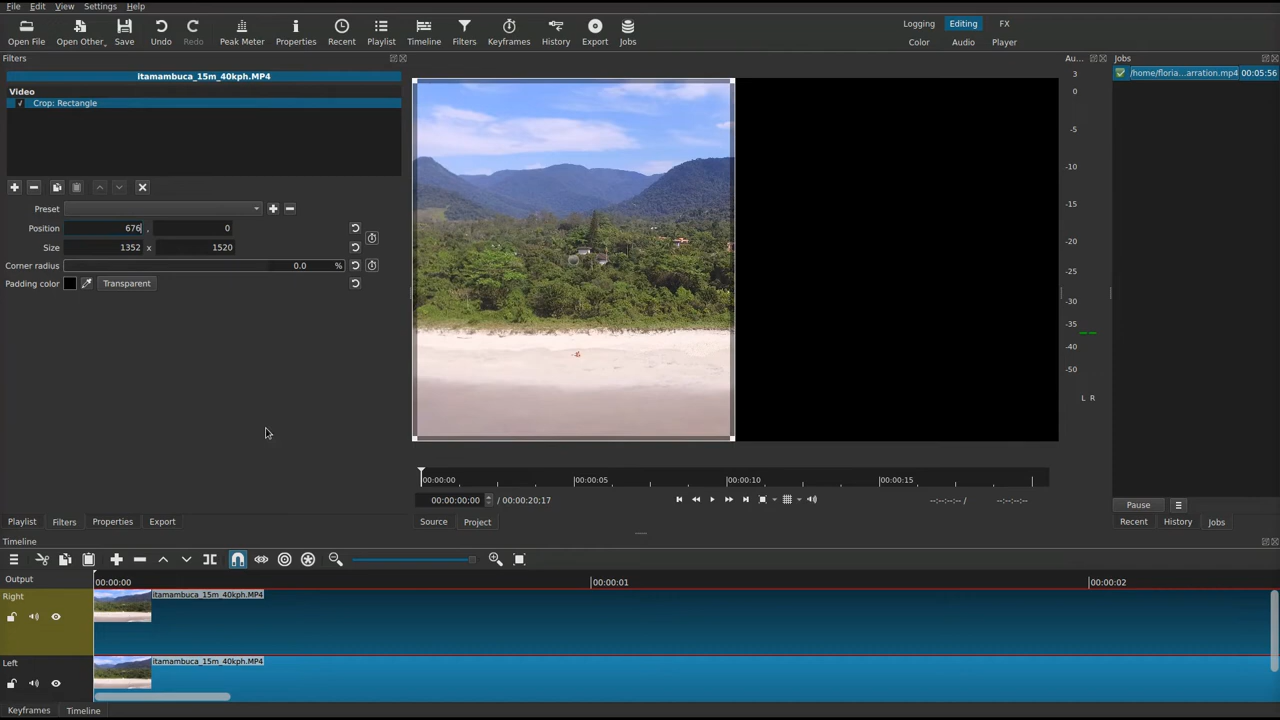 File Edit View Player Settings Help
Open File Open Other Save Undo Redo Peak Meter Properties Recent Playlist Timeline Filters Keyframes History Export Jobs
Logging Editing FX
Color Audio Player
Filters
Au...
Jobs
itamambuca_15m_40kph.MP4
/home/floria...arration.mp4 00:05:56
Video
Crop: Rectangle
Preset
Position 676 , 0
Size 1352 x 1520
Corner radius 0.0 %
Padding color Transparent
3
0
-5
-10
-15
-20
-25
-30
-35
-40
-50
L R
00:00:00 00:00:05 00:00:10 00:00:15
00:00:00;00 / 00:00:20;17 --:--:--:-- / --:--:--:--
Pause
Playlist Filters Properties Export
Source Project
Recent History Jobs
Timeline
Output 00:00:00 00:00:01 00:00:02
Right itamambuca_15m_40kph.MP4
Left itamambuca_15m_40kph.MP4
Keyframes Timeline